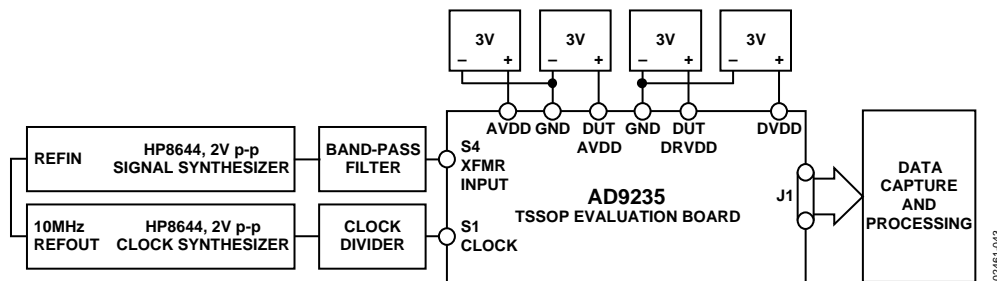 3V
– +
3V
– +
3V
– +
3V
– +
AVDD GND DUT AVDD GND DUT DRVDD DVDD
REFIN
HP8644, 2V p-p
SIGNAL SYNTHESIZER
BAND-PASS
FILTER
S4
XFMR
INPUT
10MHz
REFOUT
HP8644, 2V p-p
CLOCK SYNTHESIZER
CLOCK
DIVIDER
S1
CLOCK
AD9235
TSSOP EVALUATION BOARD
J1
DATA
CAPTURE
AND
PROCESSING
02461-043